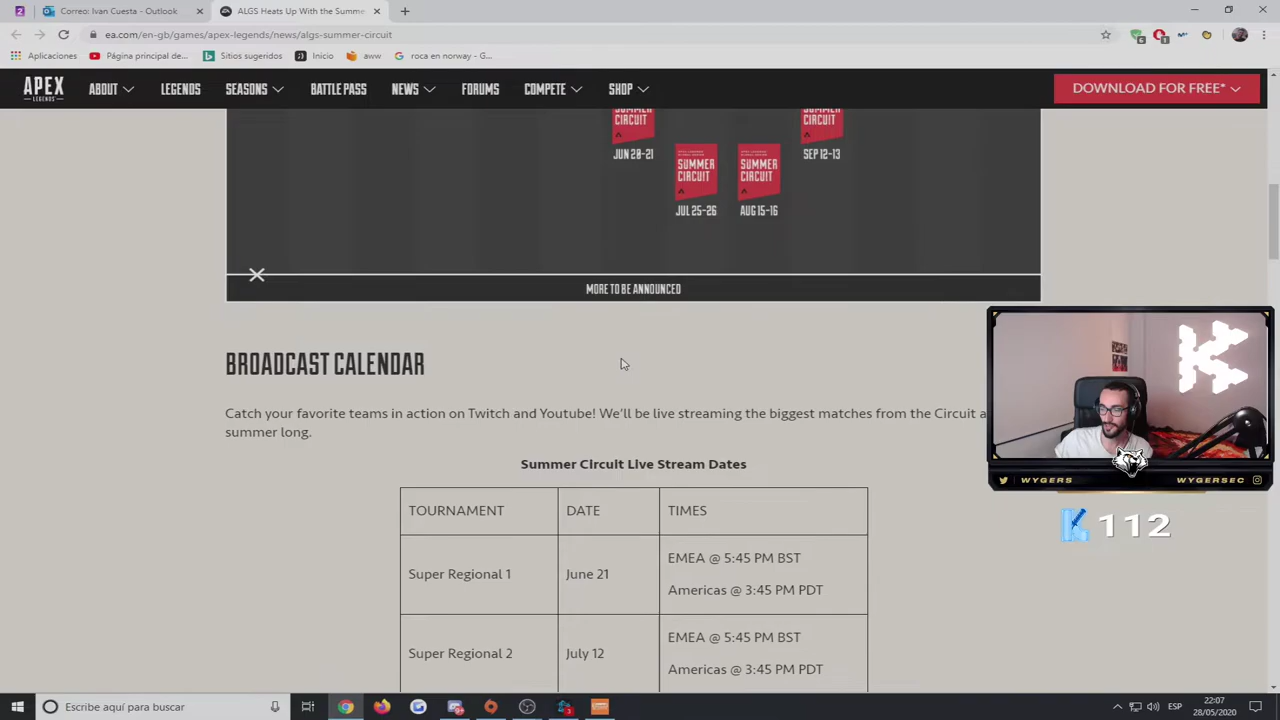 Correo: Ivan Cuesta - Outlook
ALGS Heats Up With the Summe
ea.com/en-gb/games/apex-legends/news/algs-summer-circuit
Aplicaciones
Página principal de...
Sitios sugeridos
Inicio
aww
roca en norway - G...
APEX
LEGENDS
ABOUT
LEGENDS
SEASONS
BATTLE PASS
NEWS
FORUMS
COMPETE
SHOP
DOWNLOAD FOR FREE*
SUMMER
CIRCUIT
JUN 20-21
SUMMER
CIRCUIT
SEP 12-13
SUMMER
CIRCUIT
JUL 25-26
SUMMER
CIRCUIT
AUG 15-16
MORE TO BE ANNOUNCED
BROADCAST CALENDAR
Catch your favorite teams in action on Twitch and Youtube! We'll be live streaming the biggest matches from the Circuit a
summer long.
Summer Circuit Live Stream Dates
TOURNAMENT DATE TIMES
Super Regional 1 June 21 EMEA @ 5:45 PM BST
Americas @ 3:45 PM PDT
Super Regional 2 July 12 EMEA @ 5:45 PM BST
Americas @ 3:45 PM PDT
K
WYGERS
WYGERSEC
112
Escribe aquí para buscar
ESP
22:07
28/05/2020